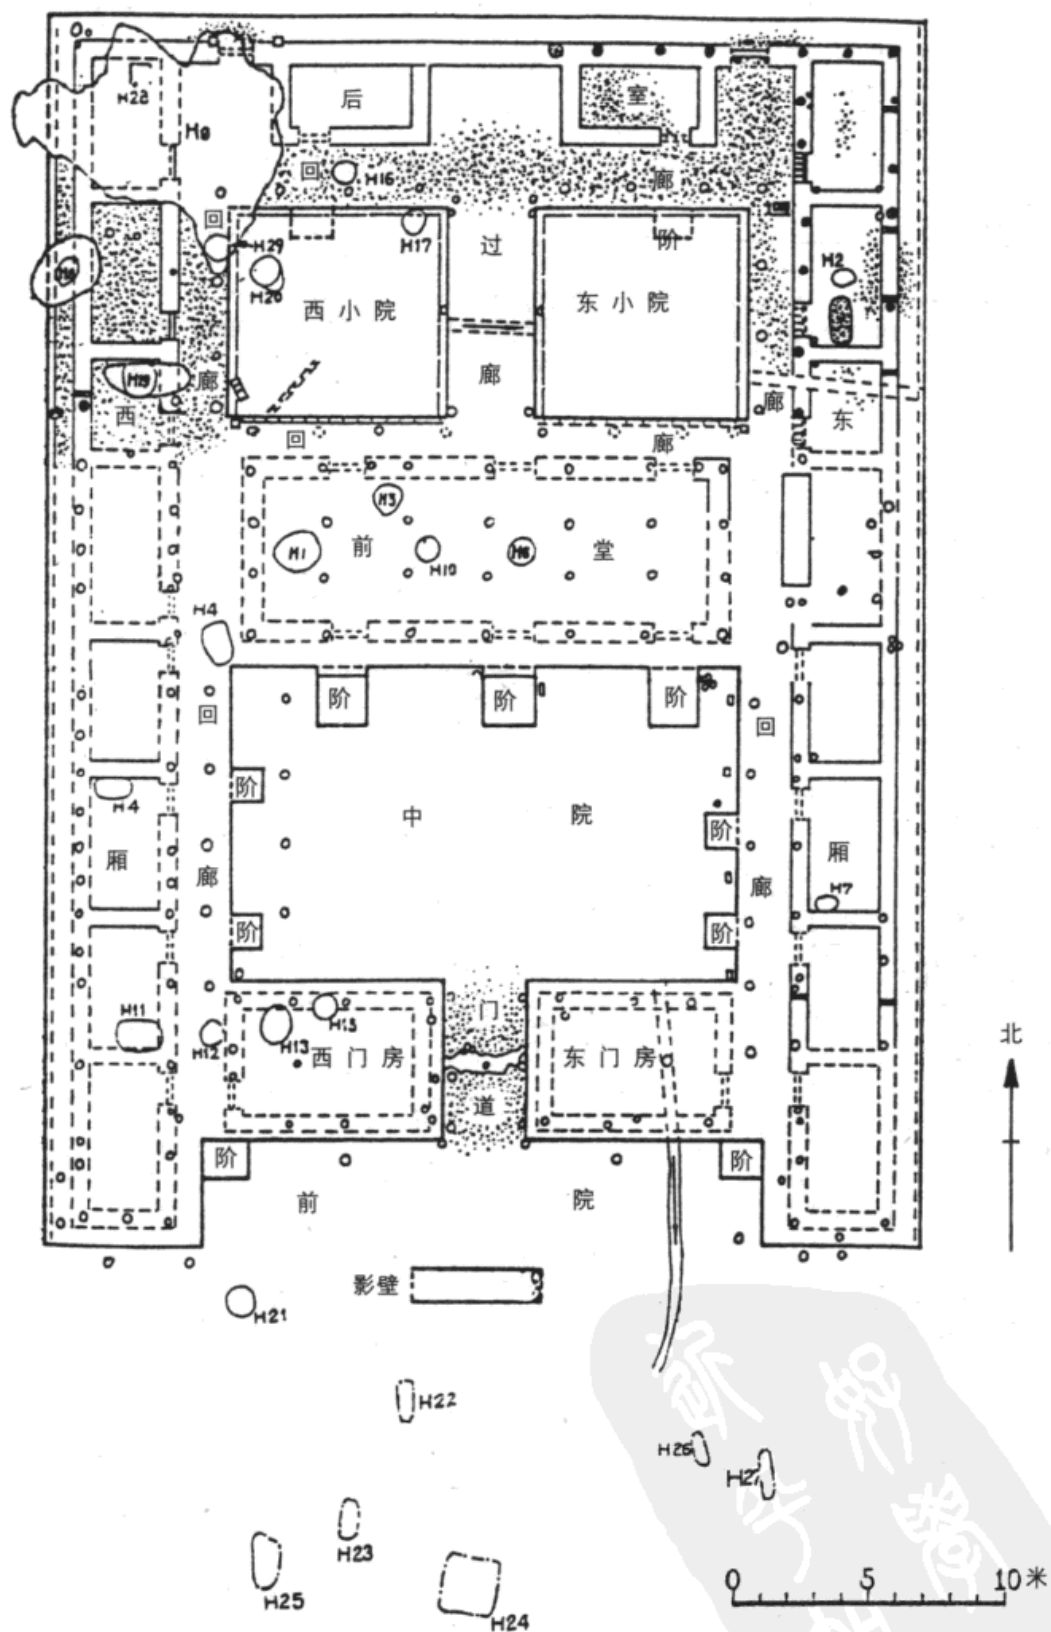 后
室
H28
H9
回
H16
廊
回
H29
H17
过
阶
H2
H20
西小院
东小院
廊
廊
H19
西
廊
东
回
廊
H3
H1
前
H10
堂
H4
回
阶
阶
阶
回
阶
中
院
H4
阶
厢
厢
廊
廊
H7
阶
阶
H11
门
H15
H12
H13
西门房
东门房
北
道
阶
阶
前
院
影壁
H21
H22
H26
H27
H23
H25
H24
0
5
10米